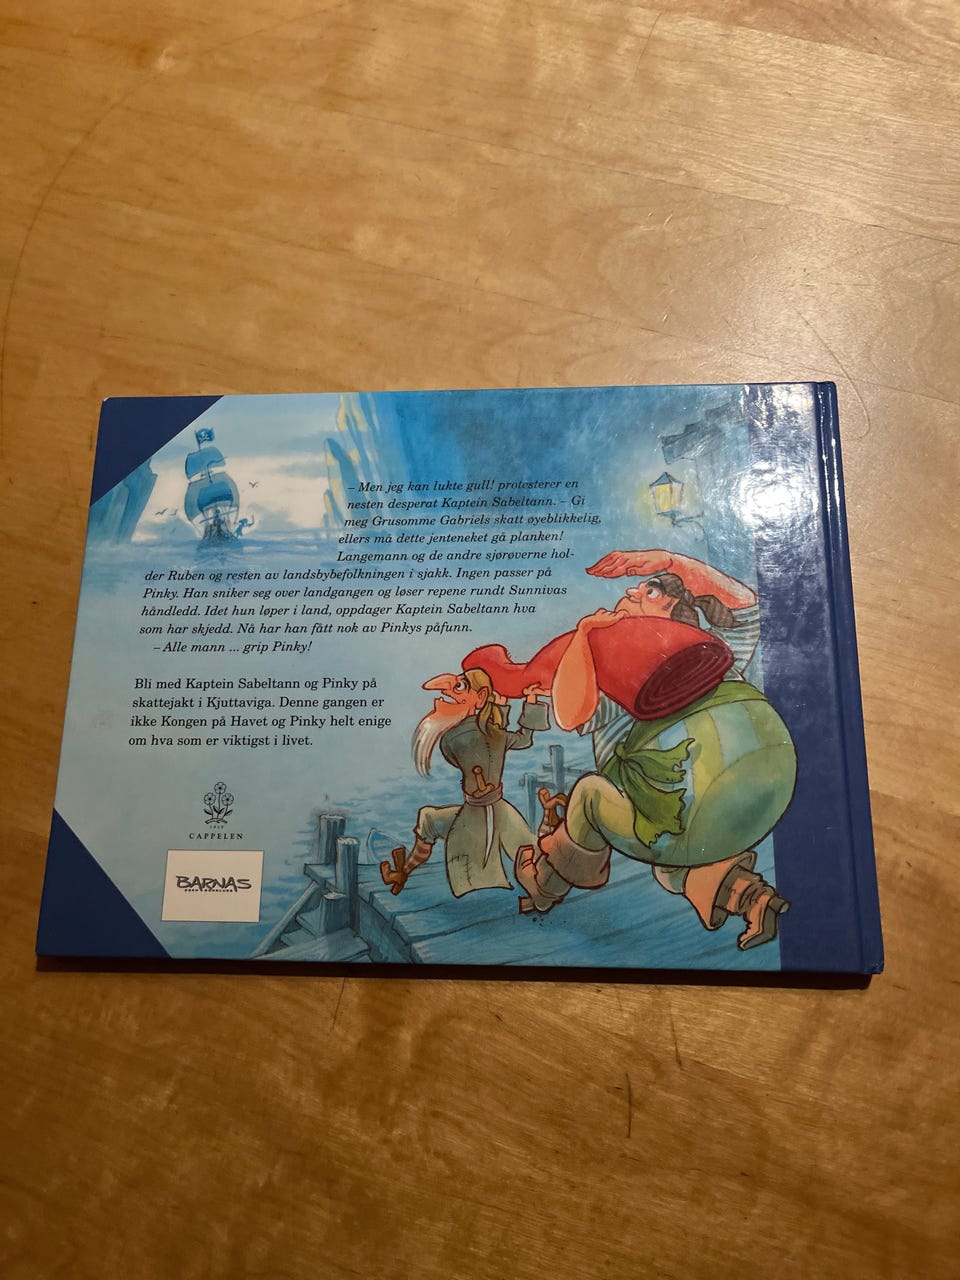 – Men jeg kan lukte gull! protesterer en
nesten desperat Kaptein Sabeltann. – Gi
meg Grusomme Gabriels skatt øyeblikkelig,
ellers må dette jenteneket gå planken!
Langemann og de andre sjørøverne hol-
der Ruben og resten av landsbybefolkningen i sjakk. Ingen passer på
Pinky. Han sniker seg over landgangen og løser repene rundt Sunnivas
håndledd. Idet hun løper i land, oppdager Kaptein Sabeltann hva
som har skjedd. Nå har han fått nok av Pinkys påfunn.
– Alle mann ... grip Pinky!
Bli med Kaptein Sabeltann og Pinky på
skattejakt i Kjuttaviga. Denne gangen er
ikke Kongen på Havet og Pinky helt enige
om hva som er viktigst i livet.
CAPPELEN
BARNAS